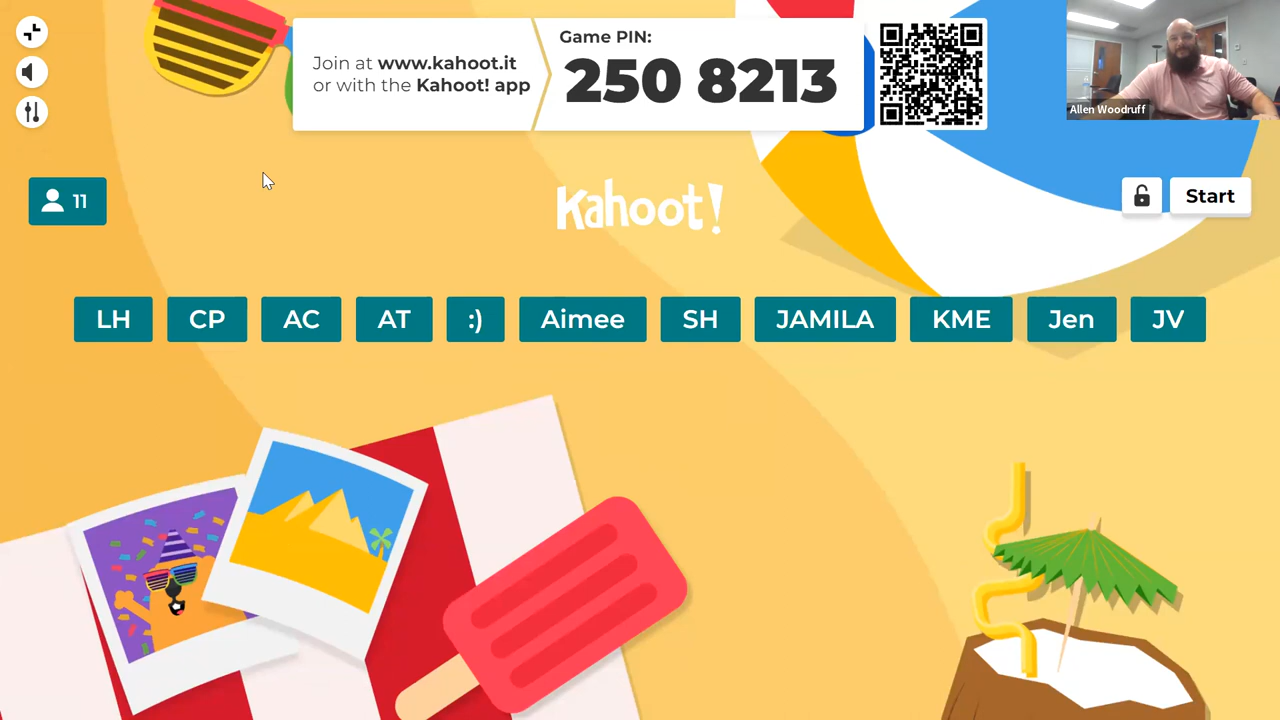 Join at www.kahoot.it
or with the Kahoot! app
Game PIN:
250 8213
Allen Woodruff
11
Kahoot!
Start
LH CP AC AT :) Aimee SH JAMILA KME Jen JV